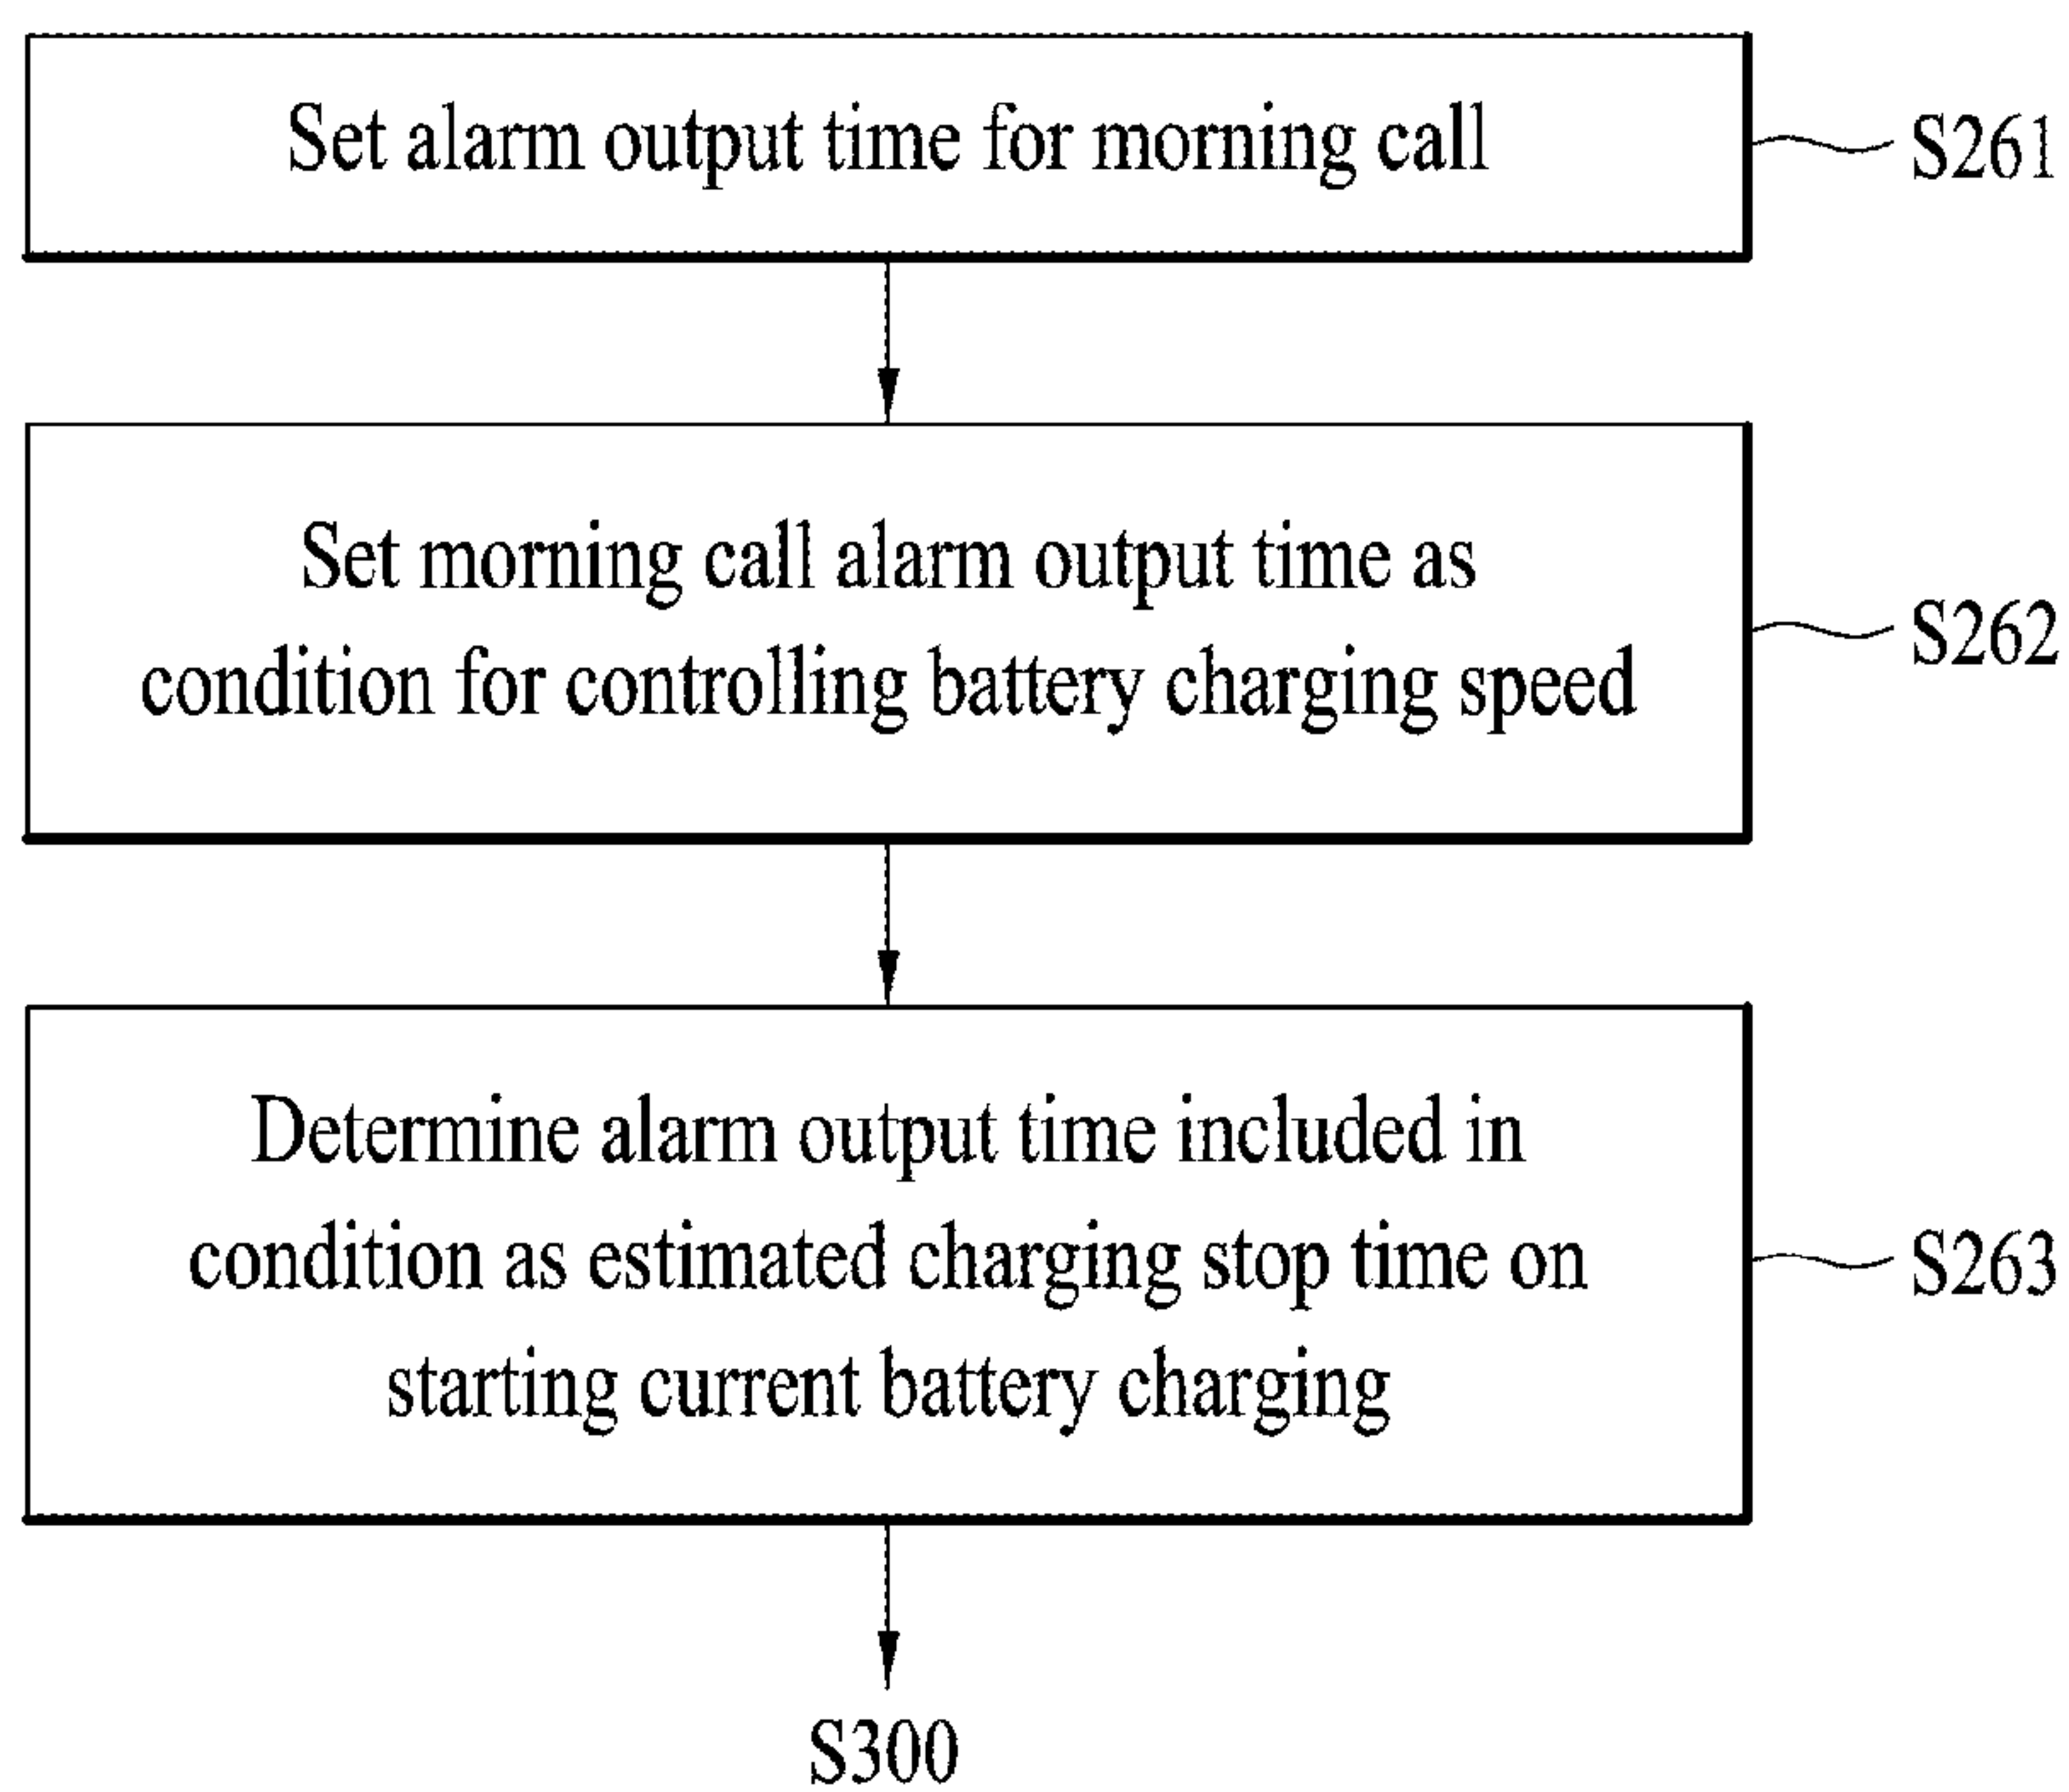 Set alarm output time for morning call
S261
Set morning call alarm output time as
condition for controlling battery charging speed
S262
Determine alarm output time included in
condition as estimated charging stop time on
starting current battery charging
S263
S300